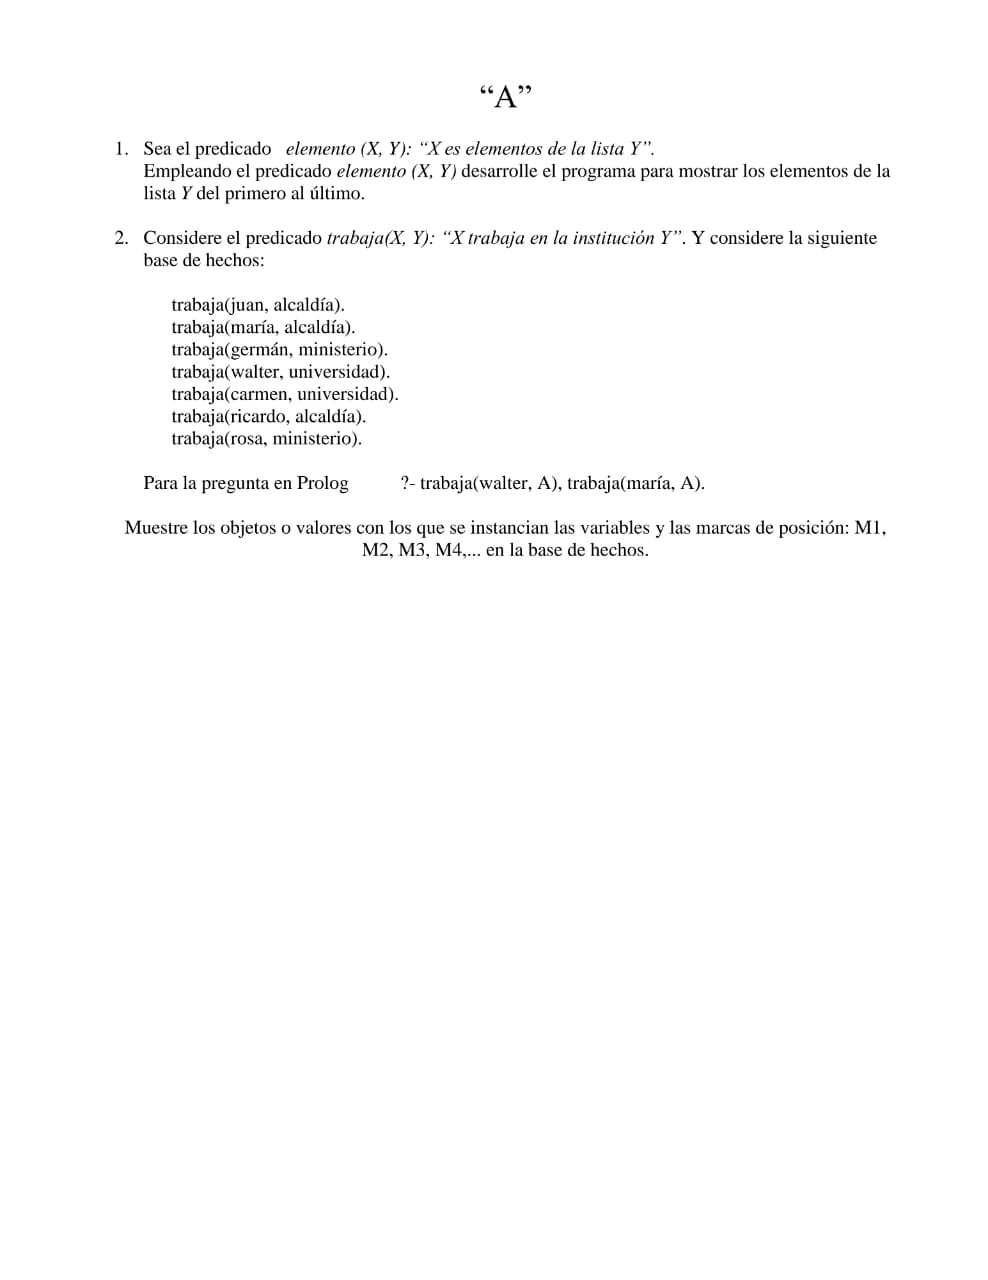 “A”
1. Sea el predicado elemento (X, Y): “X es elementos de la lista Y”.
Empleando el predicado elemento (X, Y) desarrolle el programa para mostrar los elementos de la
lista Y del primero al último.
2. Considere el predicado trabaja(X, Y): “X trabaja en la institución Y”. Y considere la siguiente
base de hechos:
trabaja(juan, alcaldía).
trabaja(maría, alcaldía).
trabaja(germán, ministerio).
trabaja(walter, universidad).
trabaja(carmen, universidad).
trabaja(ricardo, alcaldía).
trabaja(rosa, ministerio).
Para la pregunta en Prolog ?- trabaja(walter, A), trabaja(maría, A).
Muestre los objetos o valores con los que se instancian las variables y las marcas de posición: M1,
M2, M3, M4,... en la base de hechos.